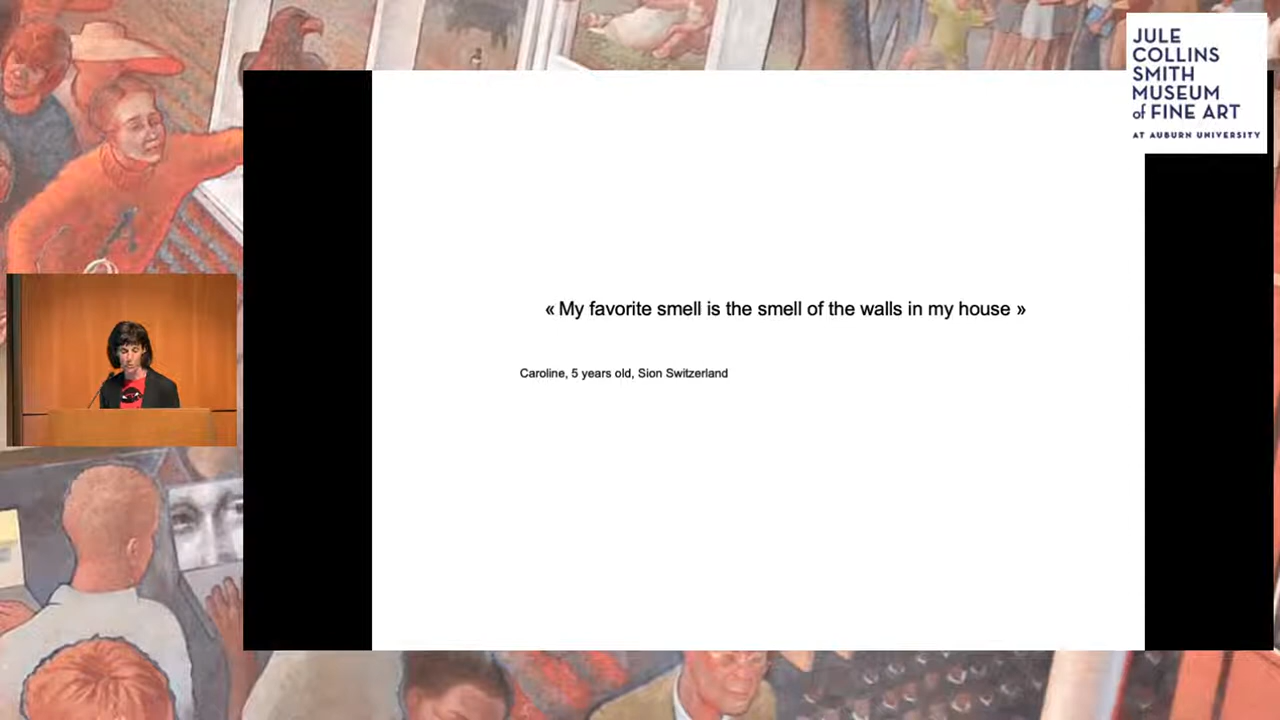 JULE
COLLINS
SMITH
MUSEUM
of FINE ART
AT AUBURN UNIVERSITY
« My favorite smell is the smell of the walls in my house »
Caroline, 5 years old, Sion Switzerland
A